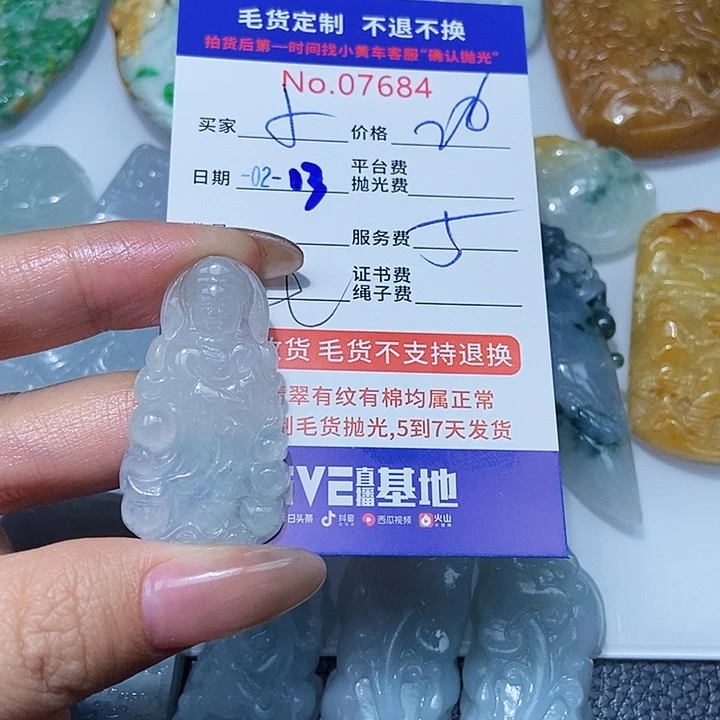 毛货定制 不退不换
拍货后第一时间找小黄车客服“确认抛光”
No.07684
买家 价格
日期 -02-13 平台费
抛光费
服务费
证书费
绳子费
货 毛货不支持退换
翠有纹有棉均属正常
制毛货抛光,5到7天发货
IVE直播基地
日头条 抖音 西瓜视频 火山